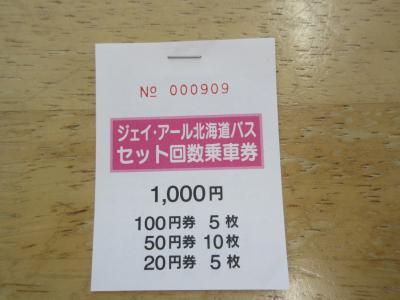 № 000909
ジェイ・アール北海道バス
セット回数乗車券
1,000円
100円券 5枚
50円券 10枚
20円券 5枚